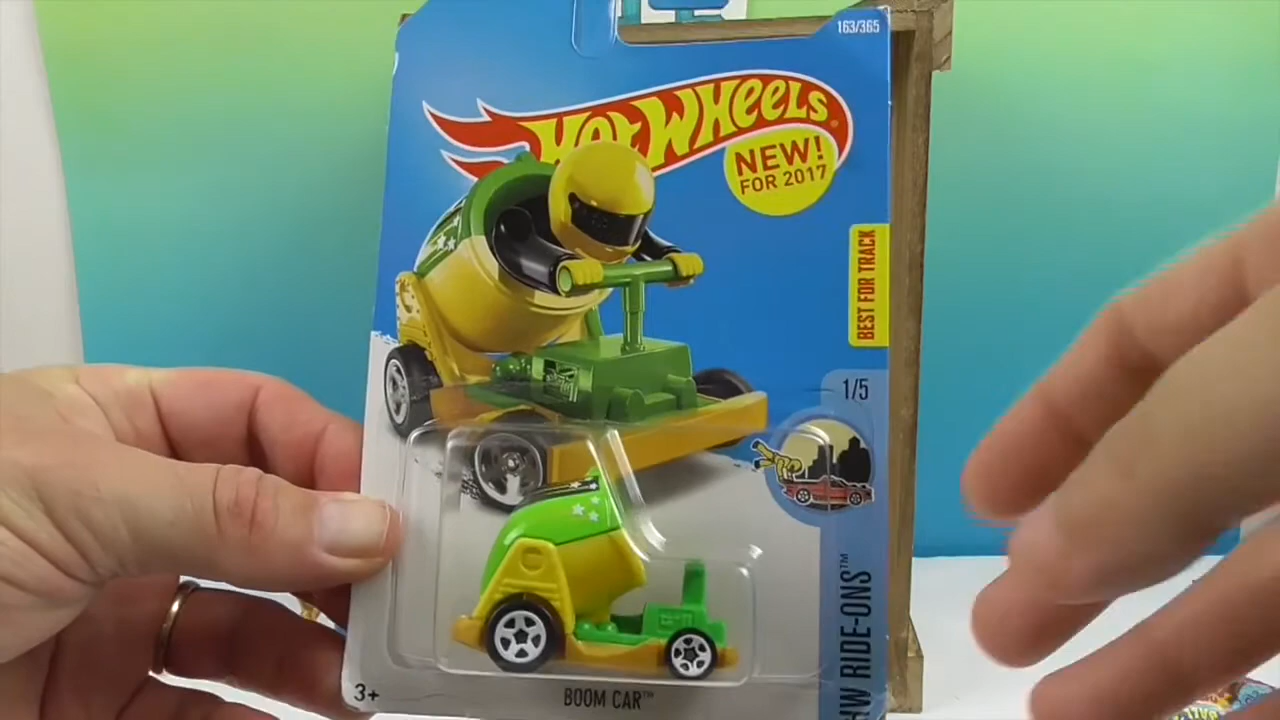 163/365
HOT WHEELS
NEW!
FOR 2017
BEST FOR TRACK
1/5
HW RIDE-ONS™
3+
BOOM CAR™